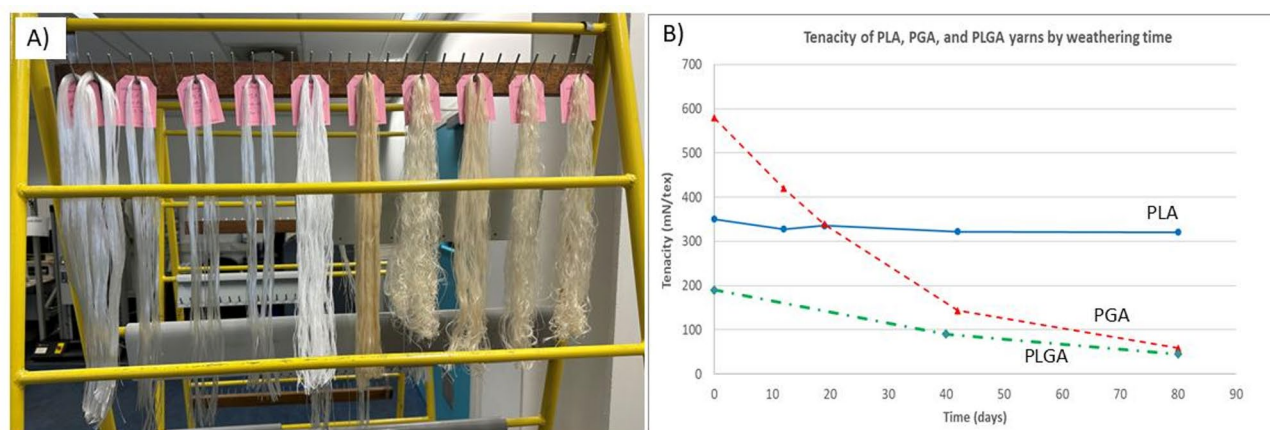 A)
B)
Tenacity of PLA, PGA, and PLGA yarns by weathering time
Tenacity (mN/tex)
700
600
500
400
300
200
100
0
PLA
PGA
PLGA
0 10 20 30 40 50 60 70 80 90
Time (days)